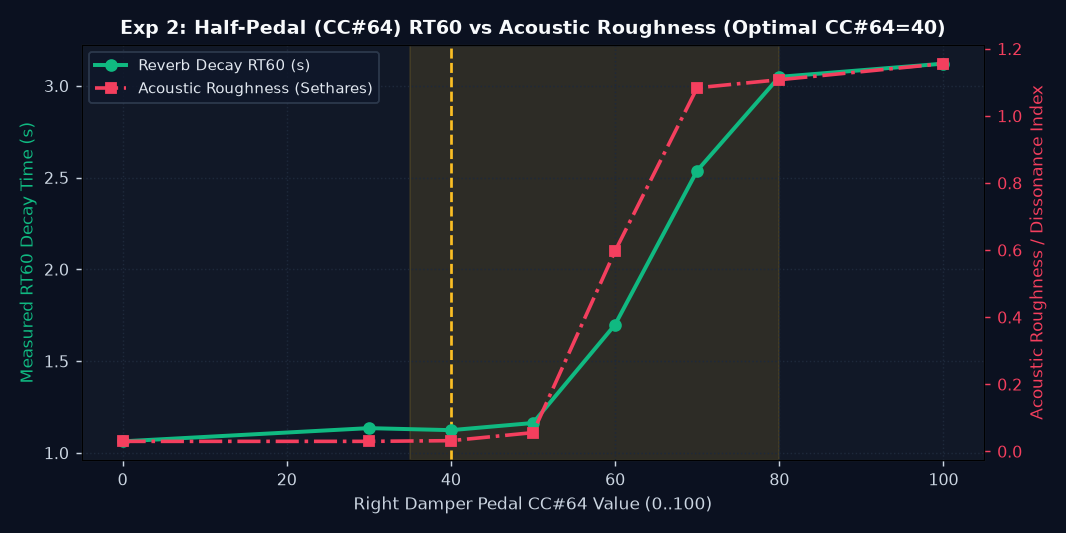 Exp 2: Half-Pedal (CC#64) RT60 vs Acoustic Roughness (Optimal CC#64=40)
Reverb Decay RT60 (s)
Acoustic Roughness (Sethares)
Measured RT60 Decay Time (s)
3.0
2.5
2.0
1.5
1.0
1.2
1.0
0.8
0.6
0.4
0.2
0.0
Acoustic Roughness / Dissonance Index
0 20 40 60 80 100
Right Damper Pedal CC#64 Value (0..100)